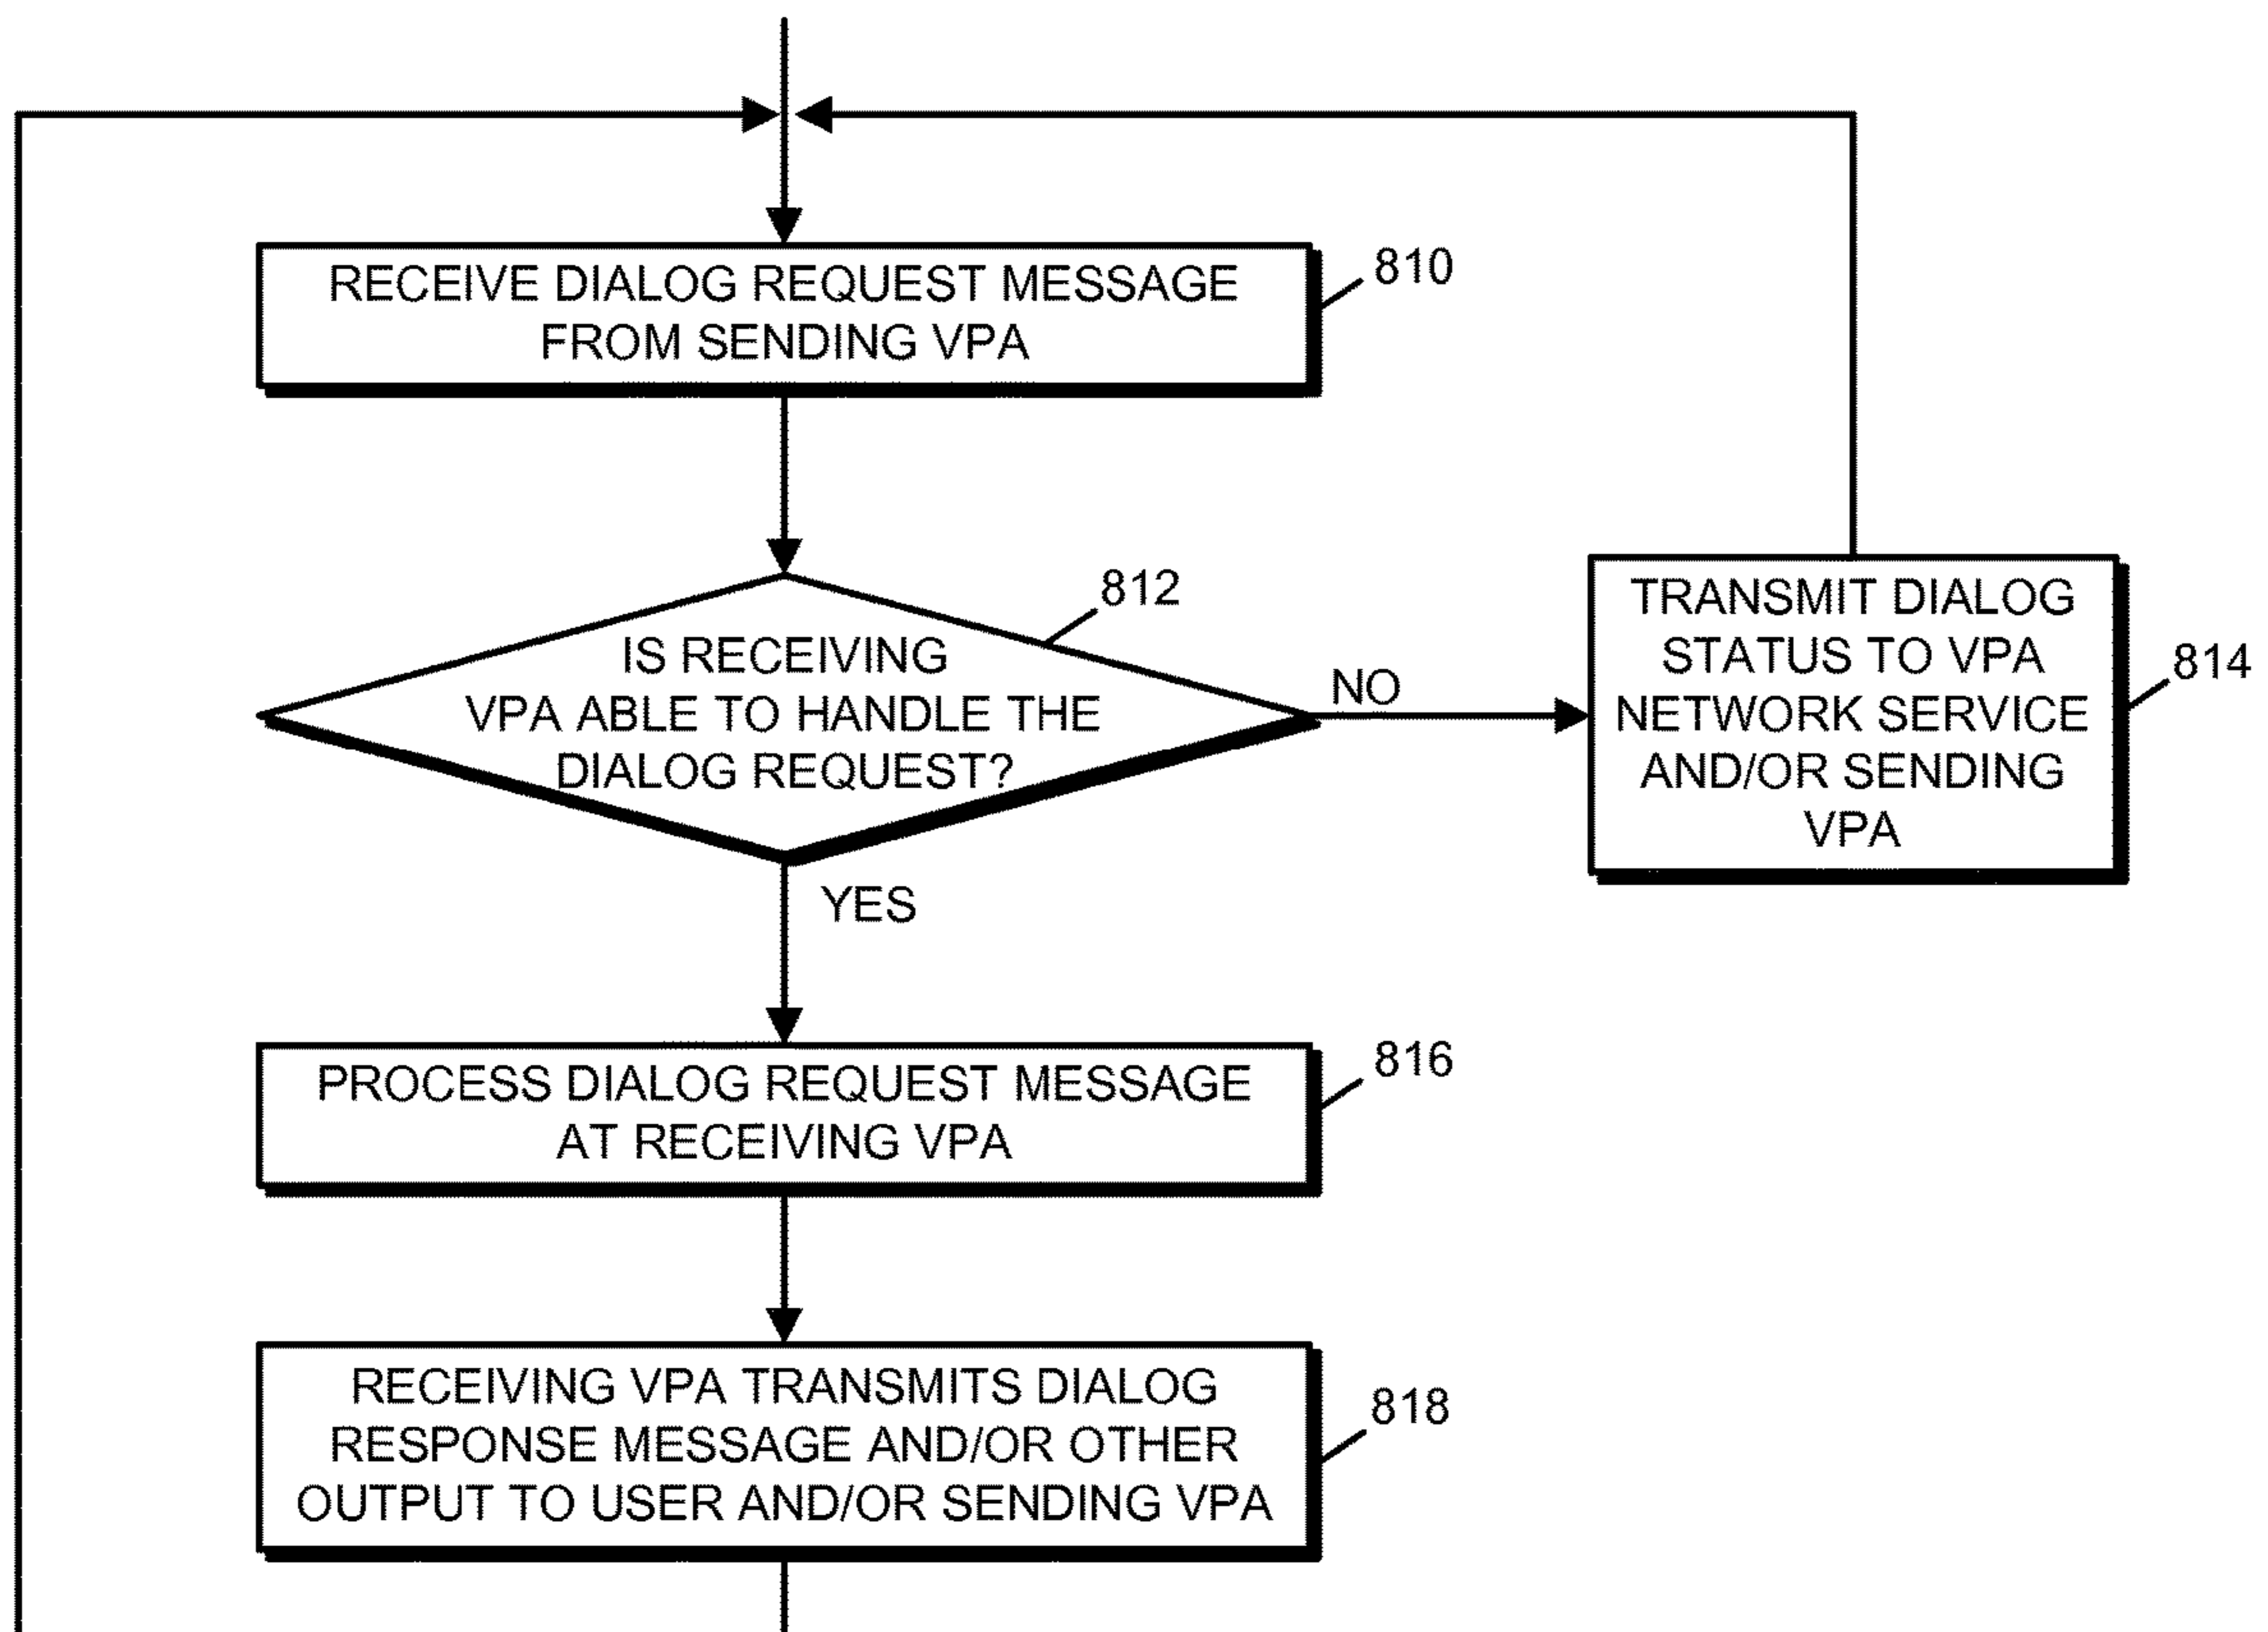 RECEIVE DIALOG REQUEST MESSAGE
FROM SENDING VPA
810
812
IS RECEIVING
VPA ABLE TO HANDLE THE
DIALOG REQUEST?
NO
TRANSMIT DIALOG
STATUS TO VPA
NETWORK SERVICE
AND/OR SENDING
VPA
814
YES
PROCESS DIALOG REQUEST MESSAGE
AT RECEIVING VPA
816
RECEIVING VPA TRANSMITS DIALOG
RESPONSE MESSAGE AND/OR OTHER
OUTPUT TO USER AND/OR SENDING VPA
818